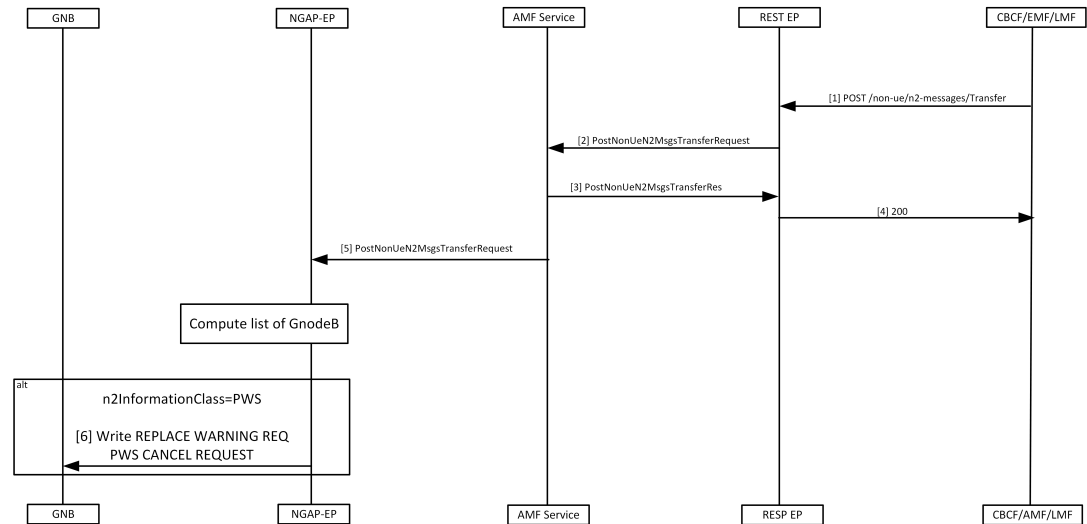 GNB
NGAP-EP
AMF Service
REST EP
CBCF/EMF/LMF
[1] POST /non-ue/n2-messages/Transfer
[2] PostNonUeN2MsgsTransferRequest
[3] PostNonUeN2MsgsTransferRes
[4] 200
[5] PostNonUeN2MsgsTransferRequest
Compute list of GnodeB
alt
n2InformationClass=PWS
[6] Write REPLACE WARNING REQ
PWS CANCEL REQUEST
GNB
NGAP-EP
AMF Service
RESP EP
CBCF/AMF/LMF